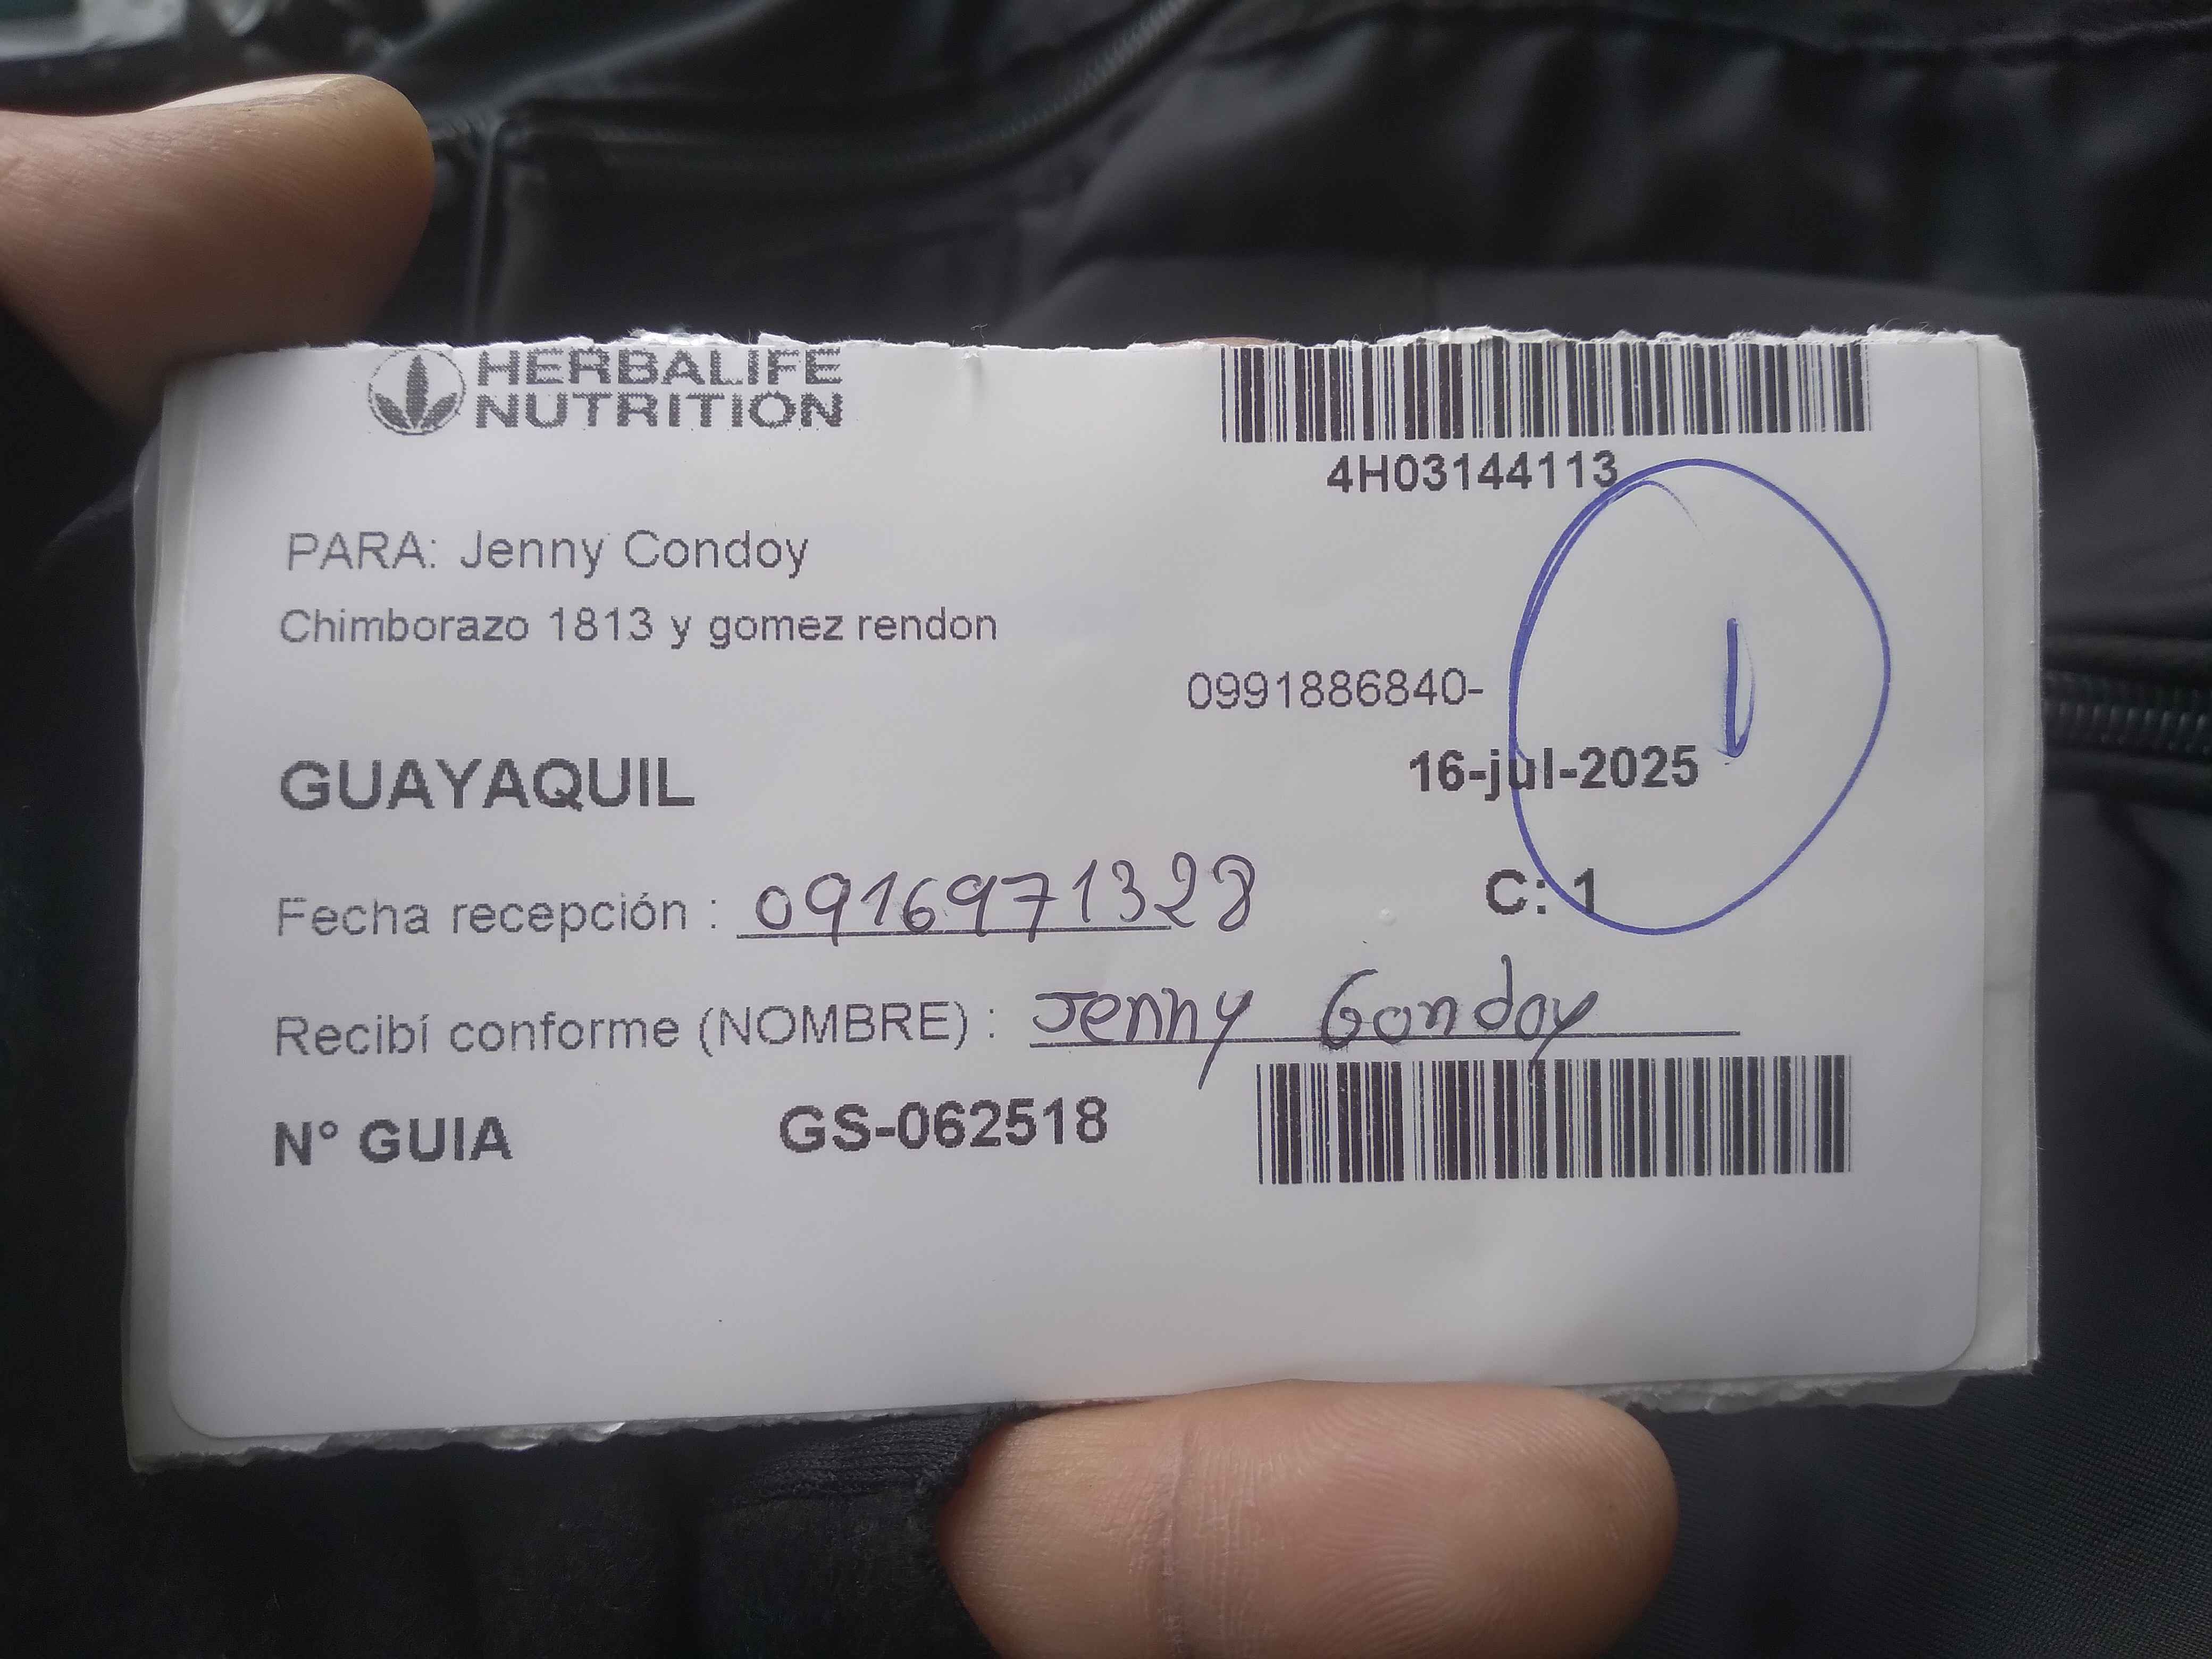 HERBALIFE
NUTRITION
4H03144113
PARA: Jenny Condoy
Chimborazo 1813 y gomez rendon
0991886840-
1
GUAYAQUIL
16-jul-2025
Fecha recepción : 0916971328
C: 1
Recibí conforme (NOMBRE) : Jenny Condoy
N° GUIA GS-062518